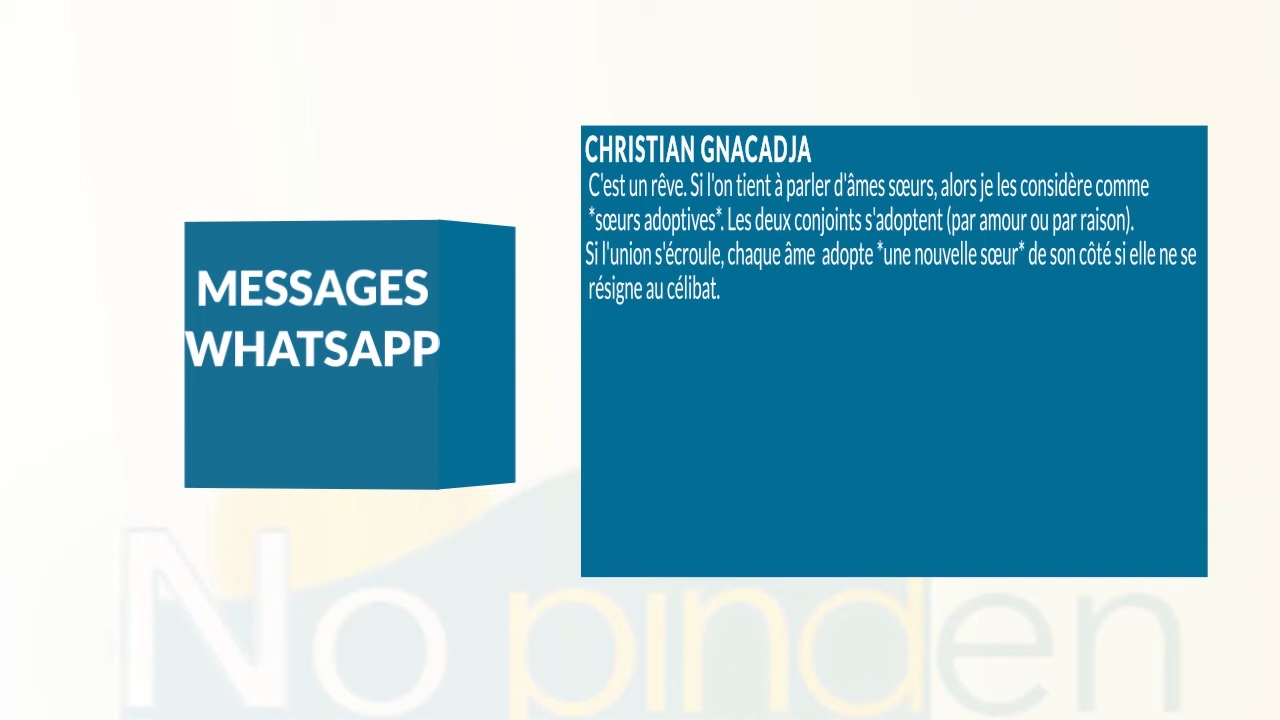 MESSAGES
WHATSAPP
CHRISTIAN GNACADJA
C'est un rêve. Si l'on tient à parler d'âmes sœurs, alors je les considère comme
*sœurs adoptives*. Les deux conjoints s'adoptent (par amour ou par raison).
Si l'union s'écroule, chaque âme adopte *une nouvelle sœur* de son côté si elle ne se
résigne au célibat.
No pinden